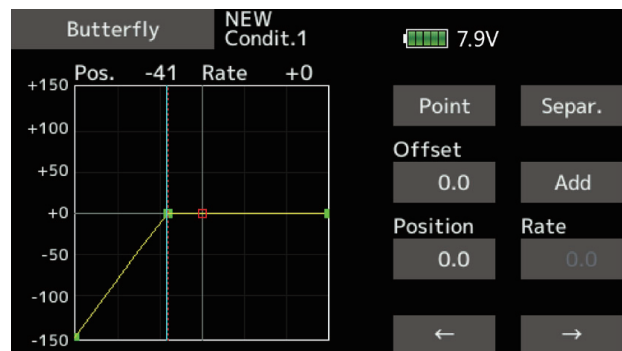 Butterfly
NEW
Condit.1
7.9V
Pos. -41 Rate +0
+150
+100
+50
+0
-50
-100
-150
Point Separ.
Offset
0.0 Add
Position Rate
0.0 0.0
← →